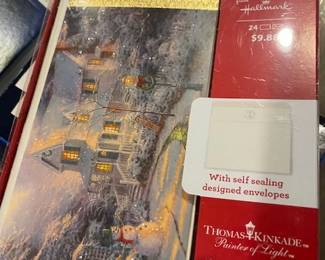 Hallmark
24
$9.88
With self sealing
designed envelopes
THOMAS KINKADE
Painter of Light